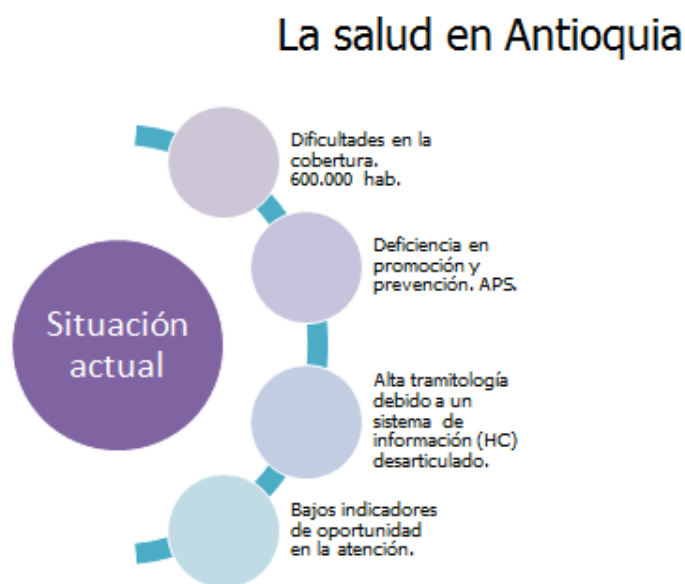 La salud en Antioquia
Dificultades en la
cobertura.
600.000 hab.
Deficiencia en
promoción y
prevención. APS.
Situación
actual
Alta tramitología
debido a un
sistema de
información (HC)
desarticulado.
Bajos indicadores
de oportunidad
en la atención.